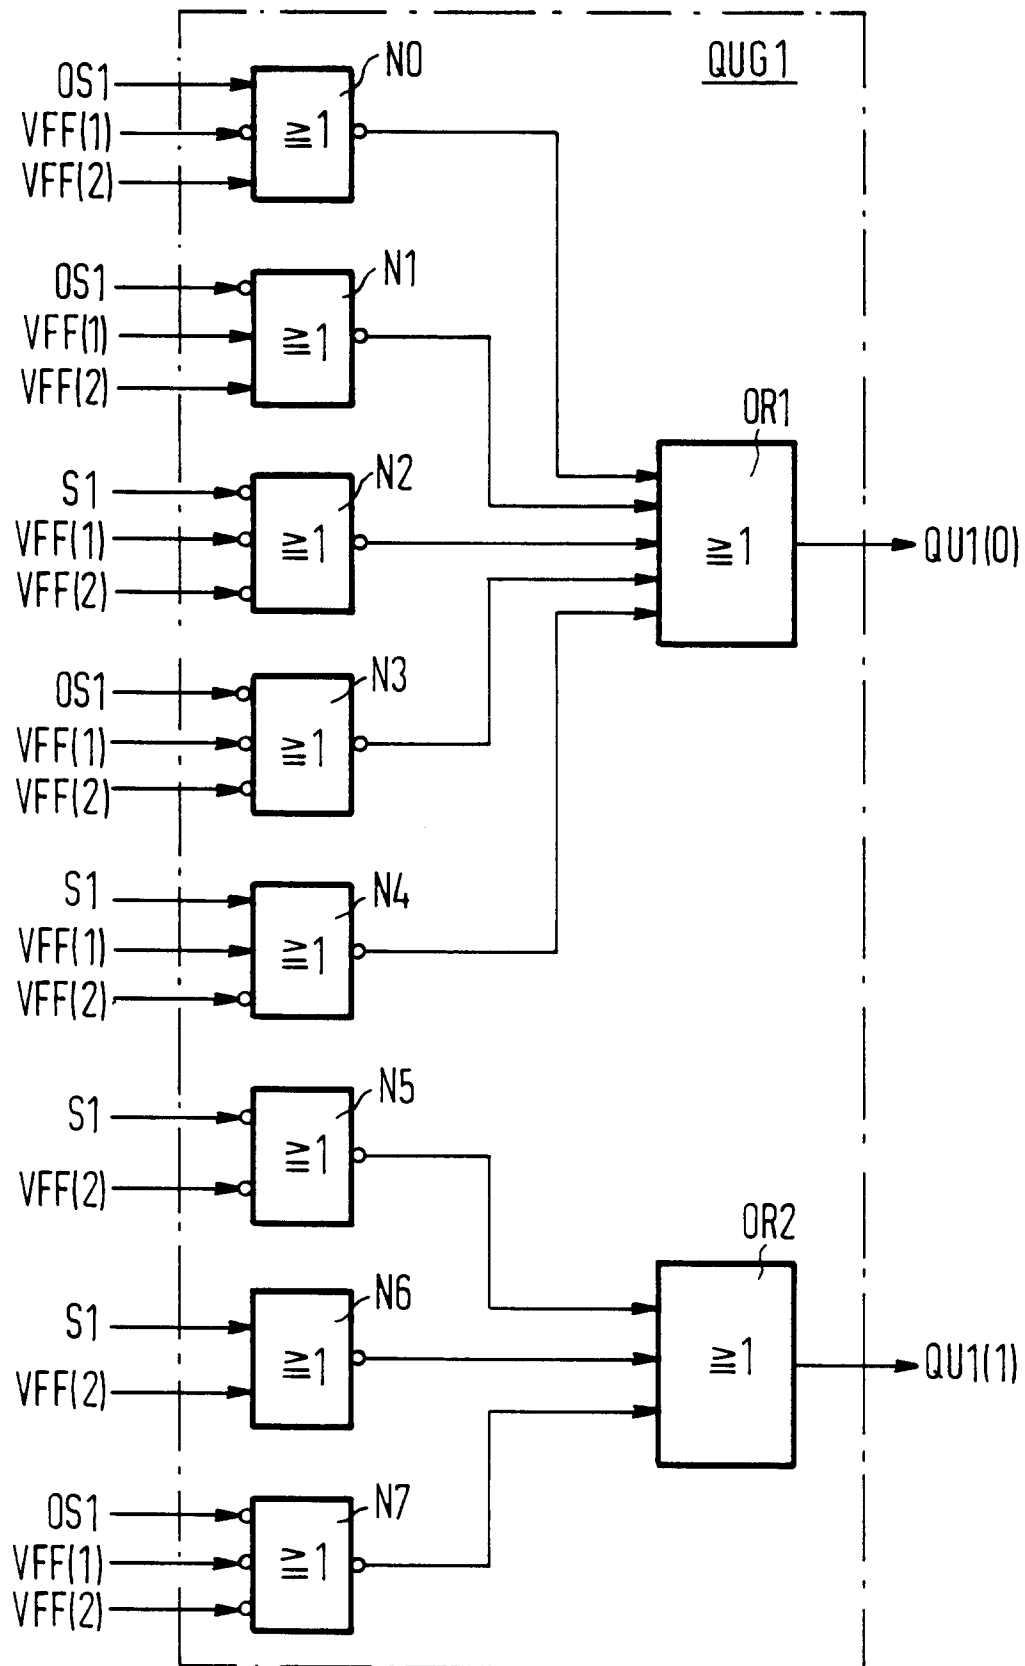 QUG1
OS1
VFF(1)
VFF(2)
N0
≧1
OS1
VFF(1)
VFF(2)
N1
≧1
S1
VFF(1)
VFF(2)
N2
≧1
OR1
≧1
QU1(0)
OS1
VFF(1)
VFF(2)
N3
≧1
S1
VFF(1)
VFF(2)
N4
≧1
S1
VFF(2)
N5
≧1
S1
VFF(2)
N6
≧1
OR2
≧1
QU1(1)
OS1
VFF(1)
VFF(2)
N7
≧1